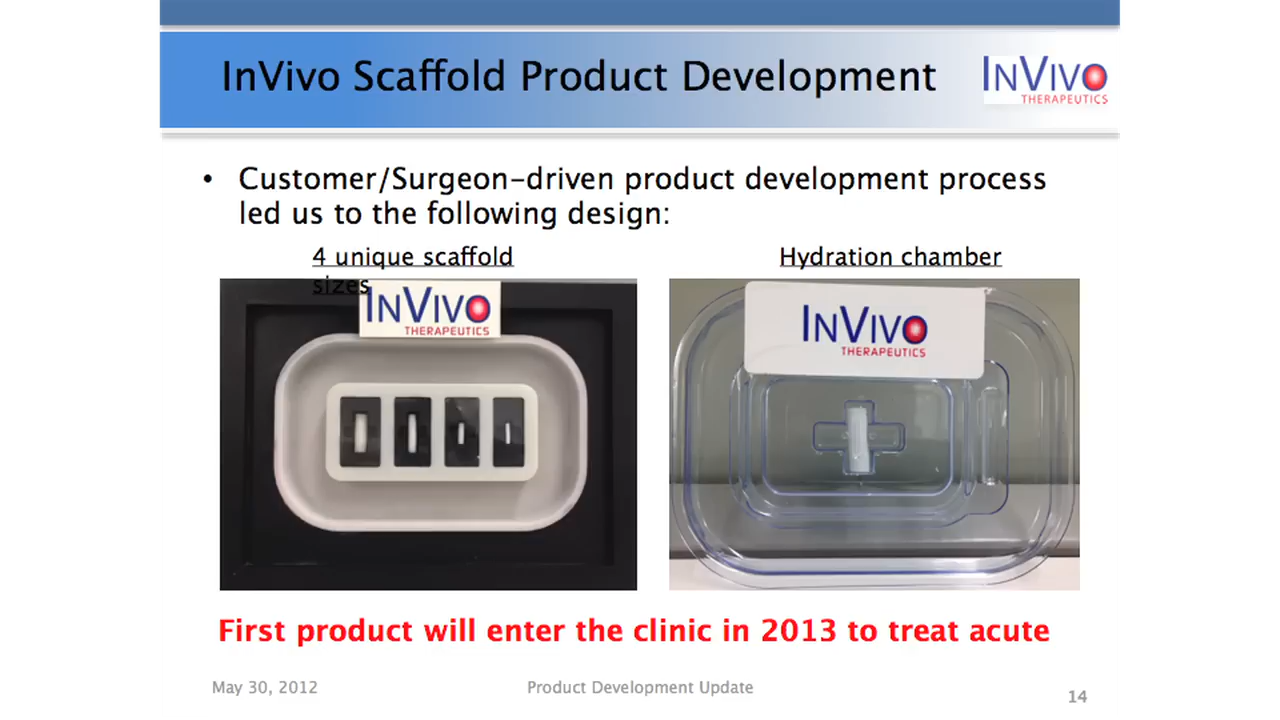 InVivo Scaffold Product Development
INVIVO
THERAPEUTICS
• Customer/Surgeon-driven product development process
led us to the following design:
4 unique scaffold
sizes
Hydration chamber
INVIVO
THERAPEUTICS
INVIVO
THERAPEUTICS
First product will enter the clinic in 2013 to treat acute
May 30, 2012
Product Development Update
14